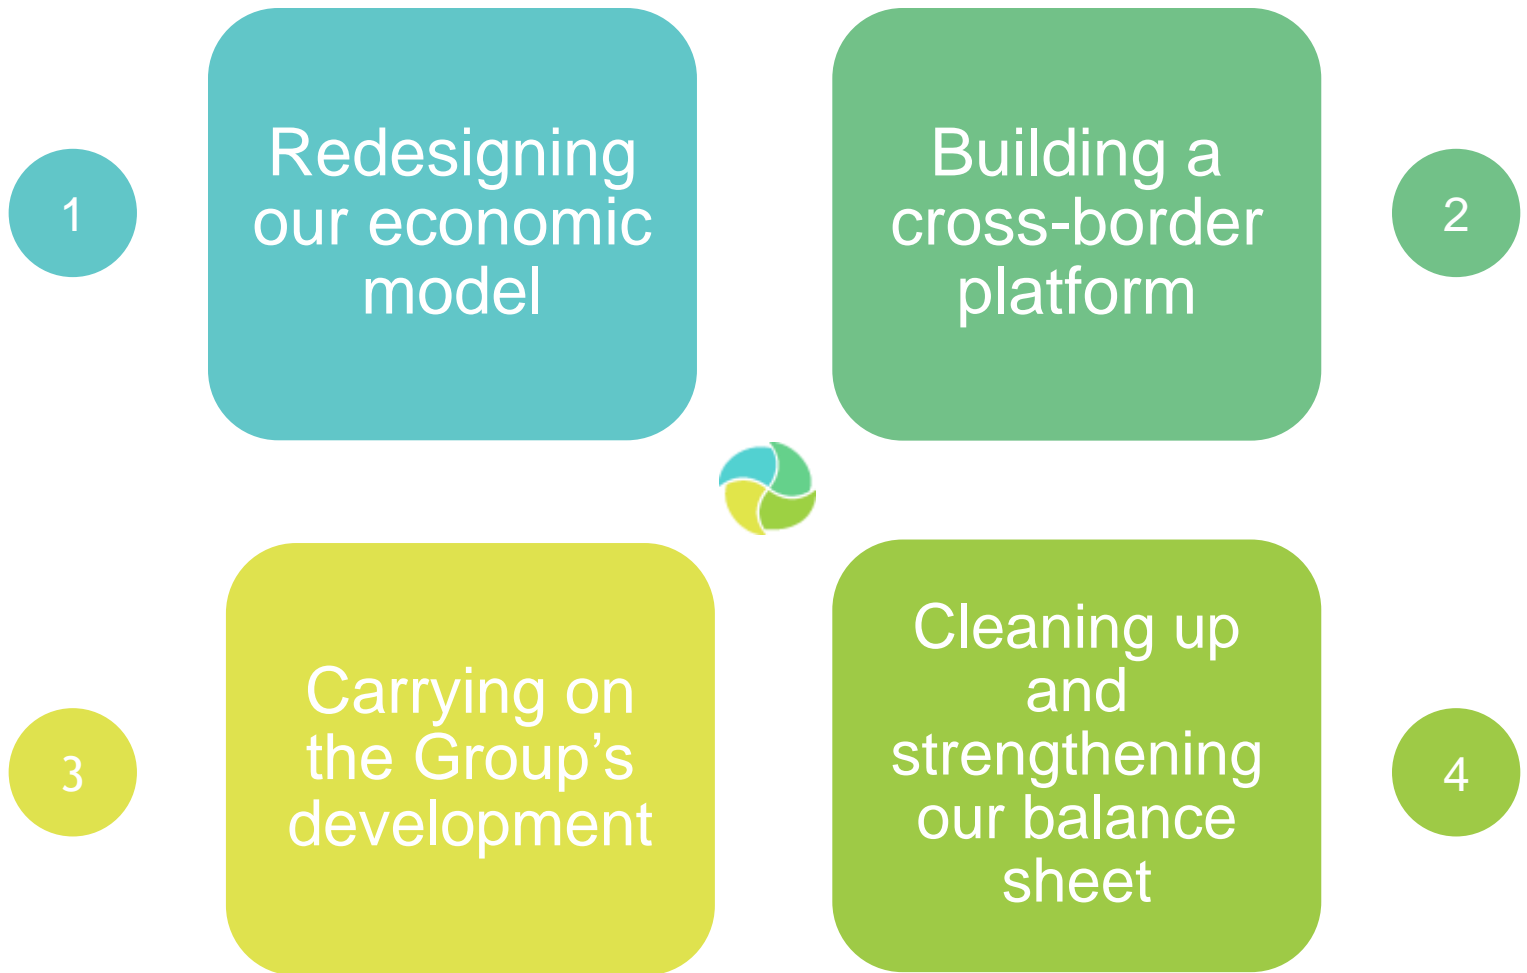 1
Redesigning
our economic
model
Building a
cross-border
platform
2
3
Carrying on
the Group’s
development
Cleaning up
and
strengthening
our balance
sheet
4